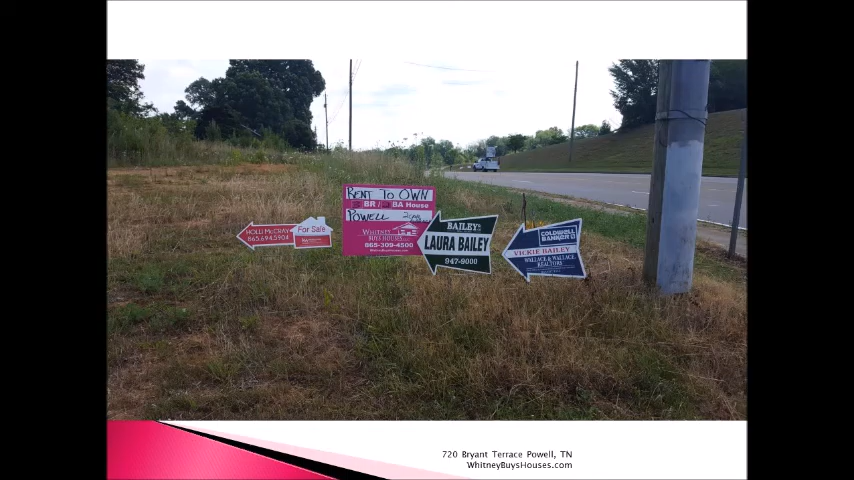 HOLLI McCRAY
865.694.5904
For Sale
RENT TO OWN
BR / BA House
POWELL
WHITNEY
BUYS HOUSES
865-309-4500
WhitneyBuysHouses.com
BAILEY's
LAURA BAILEY
947-9000
COLDWELL
BANKER
VICKIE BAILEY
WALLACE & WALLACE
REALTORS
720 Bryant Terrace Powell, TN
WhitneyBuysHouses.com